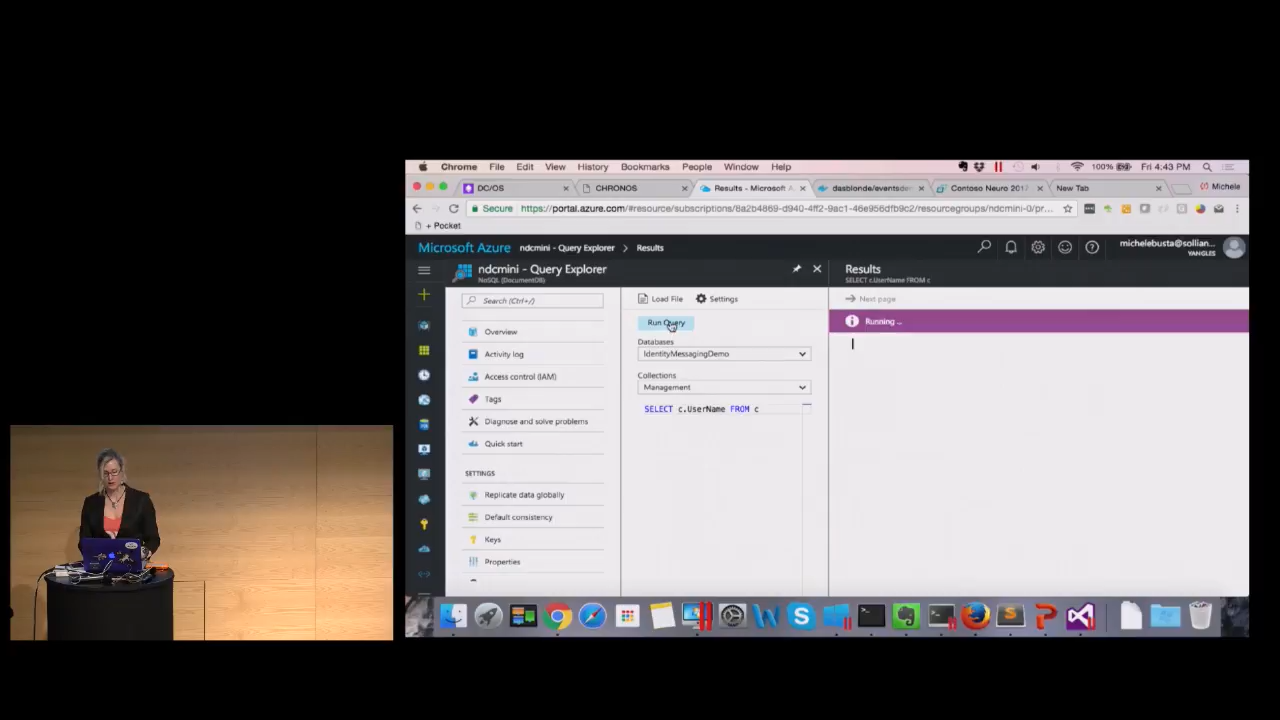 Chrome File Edit View History Bookmarks People Window Help 100% Fri 4:43 PM
DC/OS CHRONOS Results - Microsoft A dasblonde/eventsde Contoso Neuro 2017 New Tab Michele
Secure https://portal.azure.com/#resource/subscriptions/8a2b4869-d940-4ff2-9ac1-46e956dfb9c2/resourcegroups/ndcmini-0/pr...
+ Pocket
Microsoft Azure ndcmini - Query Explorer > Results michelebusta@sollian...
YANGLES
ndcmini - Query Explorer
NoSQL (DocumentDB)
Results
SELECT c.UserName FROM c
Search (Ctrl+/)
Load File Settings
Next page
Run Query
Running ...
Overview
Databases
Activity log
IdentityMessagingDemo
Access control (IAM)
Collections
Management
Tags
SELECT c.UserName FROM c
Diagnose and solve problems
Quick start
SETTINGS
Replicate data globally
Default consistency
Keys
Properties